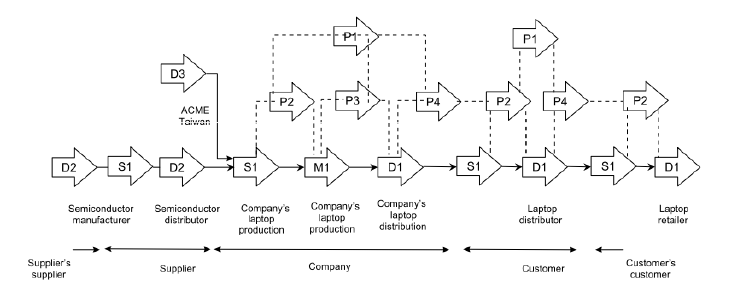 P1
P1
D3
P2
P3
P4
P2
P4
P2
ACME
Taiwan
D2
S1
D2
S1
M1
D1
S1
D1
S1
D1
Semiconductor
manufacturer
Semiconductor
distributor
Company's
laptop
production
Company's
laptop
production
Company's
laptop
distribution
Laptop
distributor
Laptop
retailer
Supplier's
supplier
Supplier
Company
Customer
Customer's
customer